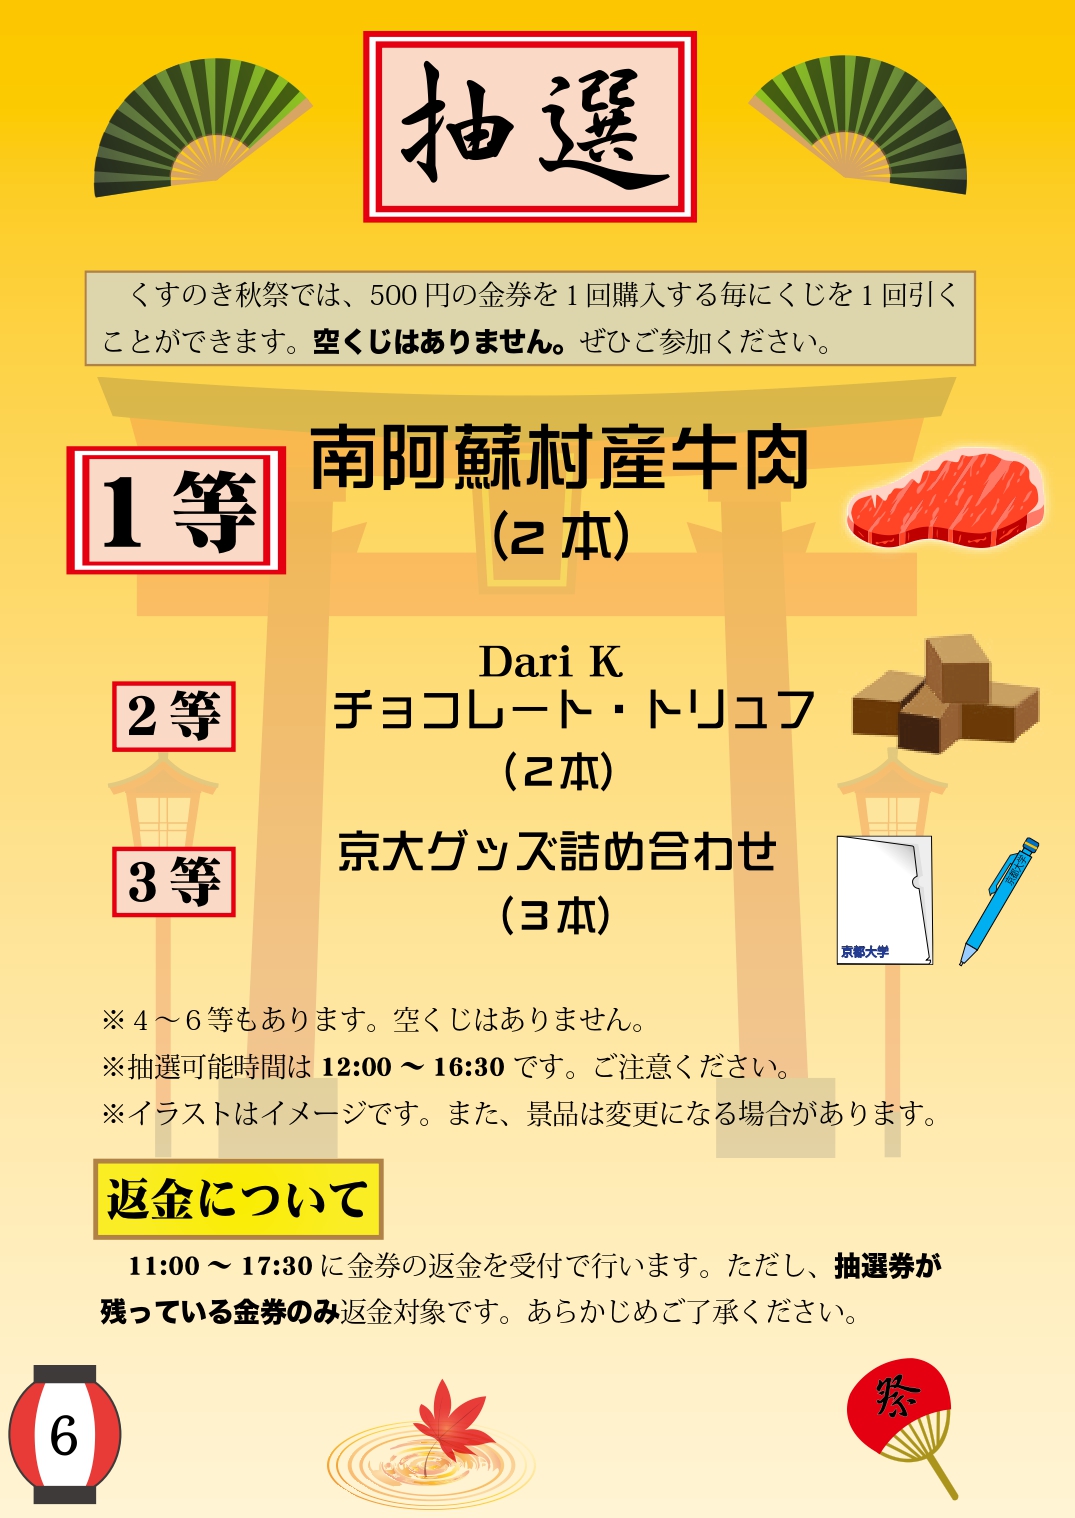 抽選
くすのき秋祭では、500 円の金券を 1 回購入する毎にくじを 1 回引く
ことができます。空くじはありません。ぜひご参加ください。
1 等
南阿蘇村産牛肉
(2 本)
2 等
Dari K
チョコレート・トリュフ
(2本)
3 等
京大グッズ詰め合わせ
(3本)
京都大学
京都大学
※４～６等もあります。空くじはありません。
※抽選可能時間は 12:00 ～ 16:30 です。ご注意ください。
※イラストはイメージです。また、景品は変更になる場合があります。
返金について
11:00 ～ 17:30 に金券の返金を受付で行います。ただし、抽選券が
残っている金券のみ返金対象です。あらかじめご了承ください。
6
祭